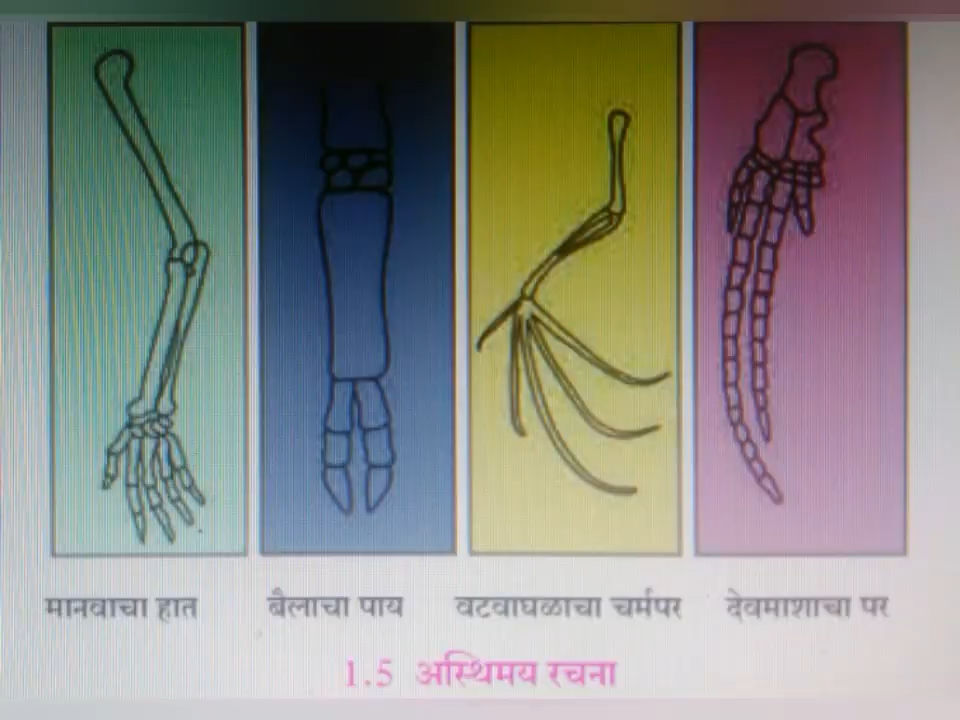 मानवाचा हात बैलाचा पाय वटवाघळाचा चर्मपर देवमाशाचा पर
1.5 अस्थिमय रचना